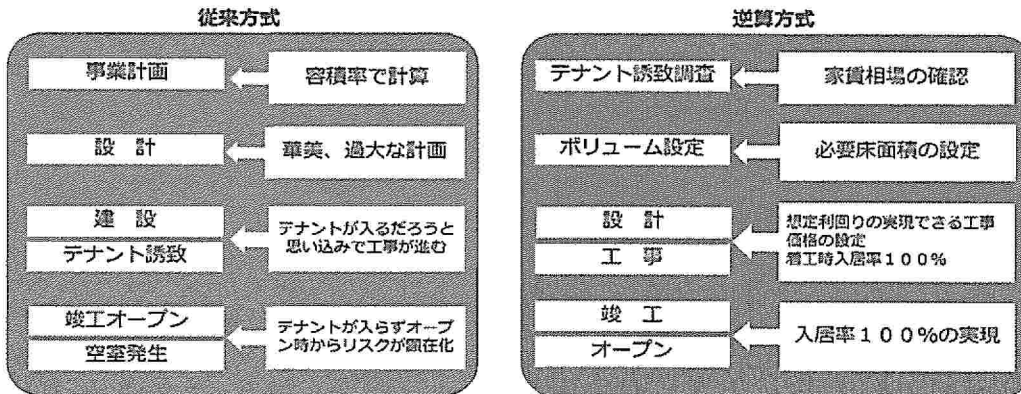 従来方式
事業計画
容積率で計算
設　計
華美、過大な計画
建　設
テナント誘致
テナントが入るだろうと
思い込みで工事が進む
竣工オープン
空室発生
テナントが入らずオープ
ン時からリスクが顕在化
逆算方式
テナント誘致調査
家賃相場の確認
ボリューム設定
必要床面積の設定
設　計
工　事
想定利回りの実現できる工事
価格の設定
着工時入居率１００％
竣　工
オープン
入居率１００％の実現